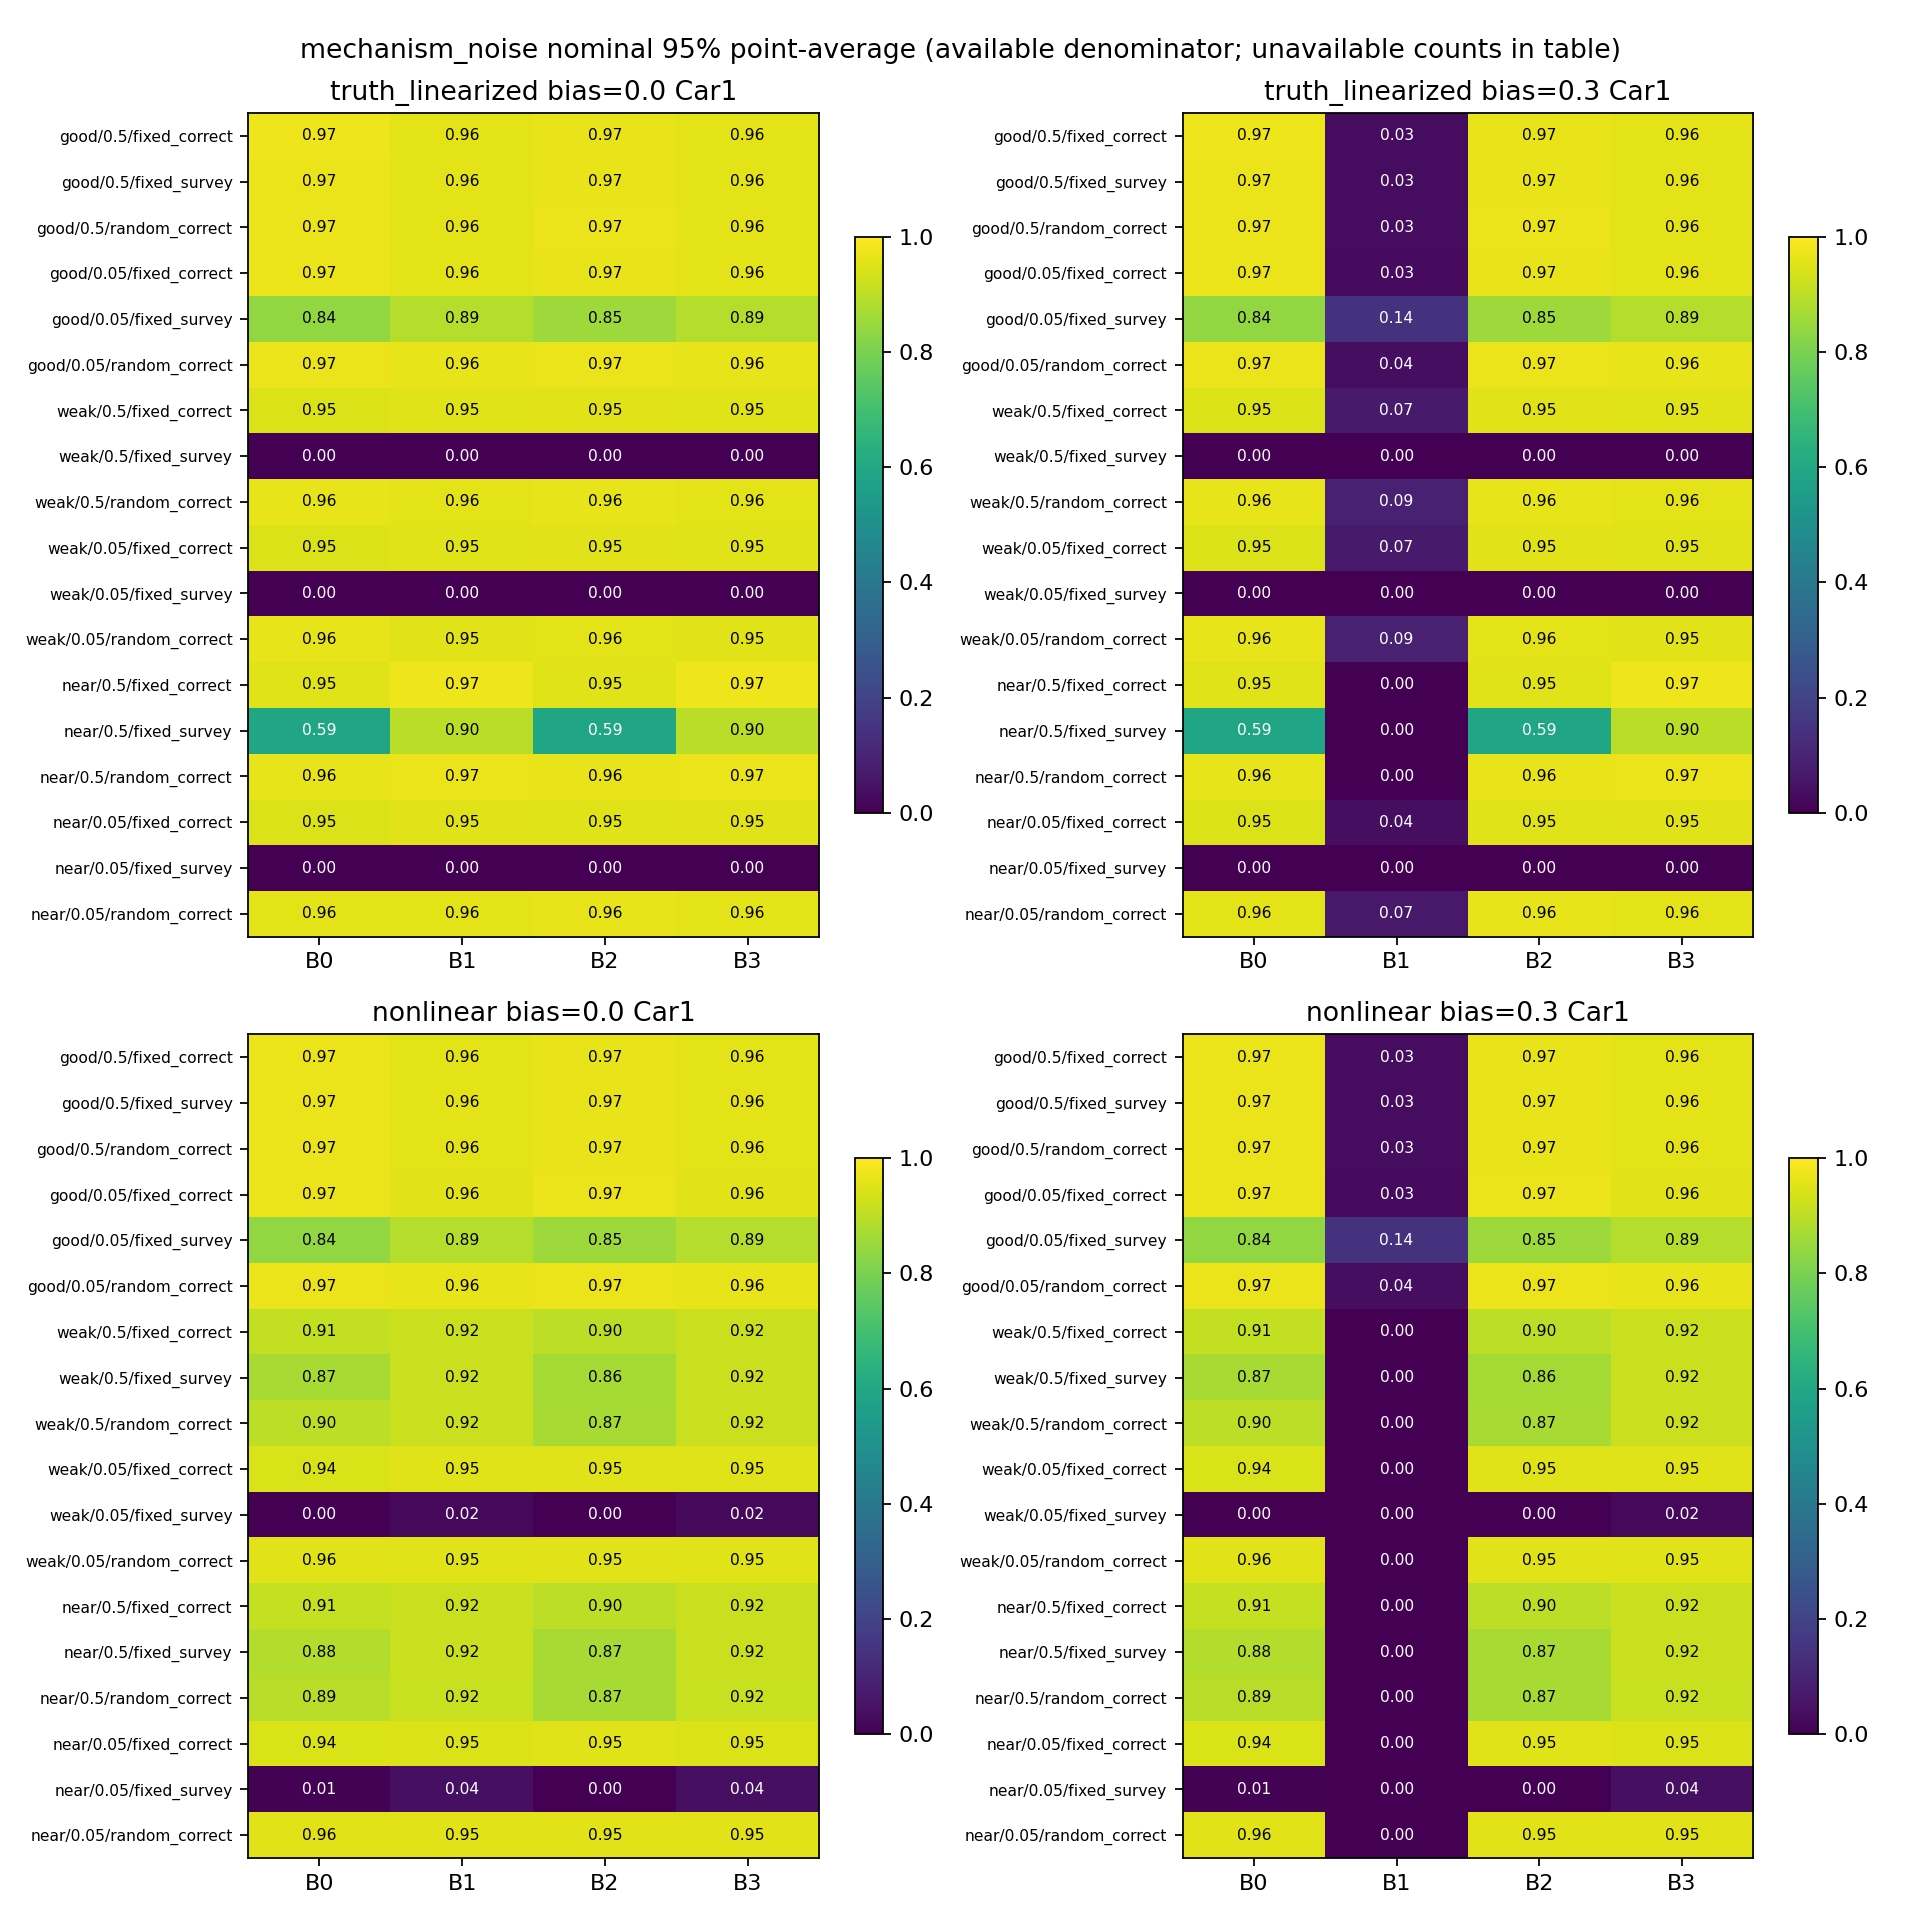 mechanism_noise nominal 95% point-average (available denominator; unavailable counts in table)
truth_linearized bias=0.0 Car1
good/0.5/fixed_correct 0.97 0.96 0.97 0.96
good/0.5/fixed_survey 0.97 0.96 0.97 0.96
good/0.5/random_correct 0.97 0.96 0.97 0.96
good/0.05/fixed_correct 0.97 0.96 0.97 0.96
good/0.05/fixed_survey 0.84 0.89 0.85 0.89
good/0.05/random_correct 0.97 0.96 0.97 0.96
weak/0.5/fixed_correct 0.95 0.95 0.95 0.95
weak/0.5/fixed_survey 0.00 0.00 0.00 0.00
weak/0.5/random_correct 0.96 0.96 0.96 0.96
weak/0.05/fixed_correct 0.95 0.95 0.95 0.95
weak/0.05/fixed_survey 0.00 0.00 0.00 0.00
weak/0.05/random_correct 0.96 0.95 0.96 0.95
near/0.5/fixed_correct 0.95 0.97 0.95 0.97
near/0.5/fixed_survey 0.59 0.90 0.59 0.90
near/0.5/random_correct 0.96 0.97 0.96 0.97
near/0.05/fixed_correct 0.95 0.95 0.95 0.95
near/0.05/fixed_survey 0.00 0.00 0.00 0.00
near/0.05/random_correct 0.96 0.96 0.96 0.96
B0 B1 B2 B3
1.0
0.8
0.6
0.4
0.2
0.0
truth_linearized bias=0.3 Car1
good/0.5/fixed_correct 0.97 0.03 0.97 0.96
good/0.5/fixed_survey 0.97 0.03 0.97 0.96
good/0.5/random_correct 0.97 0.03 0.97 0.96
good/0.05/fixed_correct 0.97 0.03 0.97 0.96
good/0.05/fixed_survey 0.84 0.14 0.85 0.89
good/0.05/random_correct 0.97 0.04 0.97 0.96
weak/0.5/fixed_correct 0.95 0.07 0.95 0.95
weak/0.5/fixed_survey 0.00 0.00 0.00 0.00
weak/0.5/random_correct 0.96 0.09 0.96 0.96
weak/0.05/fixed_correct 0.95 0.07 0.95 0.95
weak/0.05/fixed_survey 0.00 0.00 0.00 0.00
weak/0.05/random_correct 0.96 0.09 0.96 0.95
near/0.5/fixed_correct 0.95 0.00 0.95 0.97
near/0.5/fixed_survey 0.59 0.00 0.59 0.90
near/0.5/random_correct 0.96 0.00 0.96 0.97
near/0.05/fixed_correct 0.95 0.04 0.95 0.95
near/0.05/fixed_survey 0.00 0.00 0.00 0.00
near/0.05/random_correct 0.96 0.07 0.96 0.96
B0 B1 B2 B3
1.0
0.8
0.6
0.4
0.2
0.0
nonlinear bias=0.0 Car1
good/0.5/fixed_correct 0.97 0.96 0.97 0.96
good/0.5/fixed_survey 0.97 0.96 0.97 0.96
good/0.5/random_correct 0.97 0.96 0.97 0.96
good/0.05/fixed_correct 0.97 0.96 0.97 0.96
good/0.05/fixed_survey 0.84 0.89 0.85 0.89
good/0.05/random_correct 0.97 0.96 0.97 0.96
weak/0.5/fixed_correct 0.91 0.92 0.90 0.92
weak/0.5/fixed_survey 0.87 0.92 0.86 0.92
weak/0.5/random_correct 0.90 0.92 0.87 0.92
weak/0.05/fixed_correct 0.94 0.95 0.95 0.95
weak/0.05/fixed_survey 0.00 0.02 0.00 0.02
weak/0.05/random_correct 0.96 0.95 0.95 0.95
near/0.5/fixed_correct 0.91 0.92 0.90 0.92
near/0.5/fixed_survey 0.88 0.92 0.87 0.92
near/0.5/random_correct 0.89 0.92 0.87 0.92
near/0.05/fixed_correct 0.94 0.95 0.95 0.95
near/0.05/fixed_survey 0.01 0.04 0.00 0.04
near/0.05/random_correct 0.96 0.95 0.95 0.95
B0 B1 B2 B3
1.0
0.8
0.6
0.4
0.2
0.0
nonlinear bias=0.3 Car1
good/0.5/fixed_correct 0.97 0.03 0.97 0.96
good/0.5/fixed_survey 0.97 0.03 0.97 0.96
good/0.5/random_correct 0.97 0.03 0.97 0.96
good/0.05/fixed_correct 0.97 0.03 0.97 0.96
good/0.05/fixed_survey 0.84 0.14 0.85 0.89
good/0.05/random_correct 0.97 0.04 0.97 0.96
weak/0.5/fixed_correct 0.91 0.00 0.90 0.92
weak/0.5/fixed_survey 0.87 0.00 0.86 0.92
weak/0.5/random_correct 0.90 0.00 0.87 0.92
weak/0.05/fixed_correct 0.94 0.00 0.95 0.95
weak/0.05/fixed_survey 0.00 0.00 0.00 0.02
weak/0.05/random_correct 0.96 0.00 0.95 0.95
near/0.5/fixed_correct 0.91 0.00 0.90 0.92
near/0.5/fixed_survey 0.88 0.00 0.87 0.92
near/0.5/random_correct 0.89 0.00 0.87 0.92
near/0.05/fixed_correct 0.94 0.00 0.95 0.95
near/0.05/fixed_survey 0.01 0.00 0.00 0.04
near/0.05/random_correct 0.96 0.00 0.95 0.95
B0 B1 B2 B3
1.0
0.8
0.6
0.4
0.2
0.0